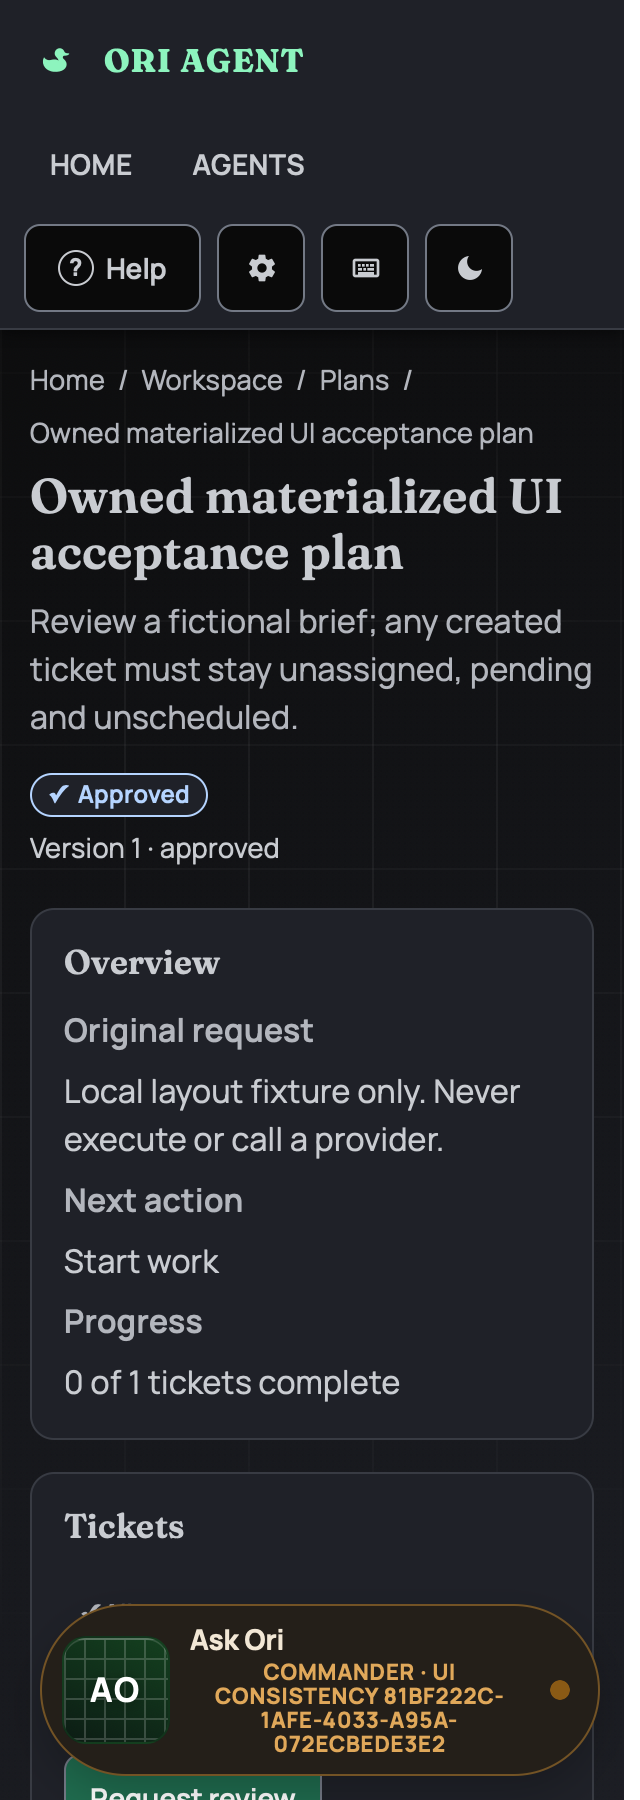 ORI AGENT
HOME AGENTS
? Help
Home / Workspace / Plans /
Owned materialized UI acceptance plan
Owned materialized UI
acceptance plan
Review a fictional brief; any created
ticket must stay unassigned, pending
and unscheduled.
✔ Approved
Version 1 · approved
Overview
Original request
Local layout fixture only. Never
execute or call a provider.
Next action
Start work
Progress
0 of 1 tickets complete
Tickets
AO
Ask Ori
COMMANDER · UI
CONSISTENCY 81BF222C-
1AFE-4033-A95A-
072ECBEDE3E2
Request review